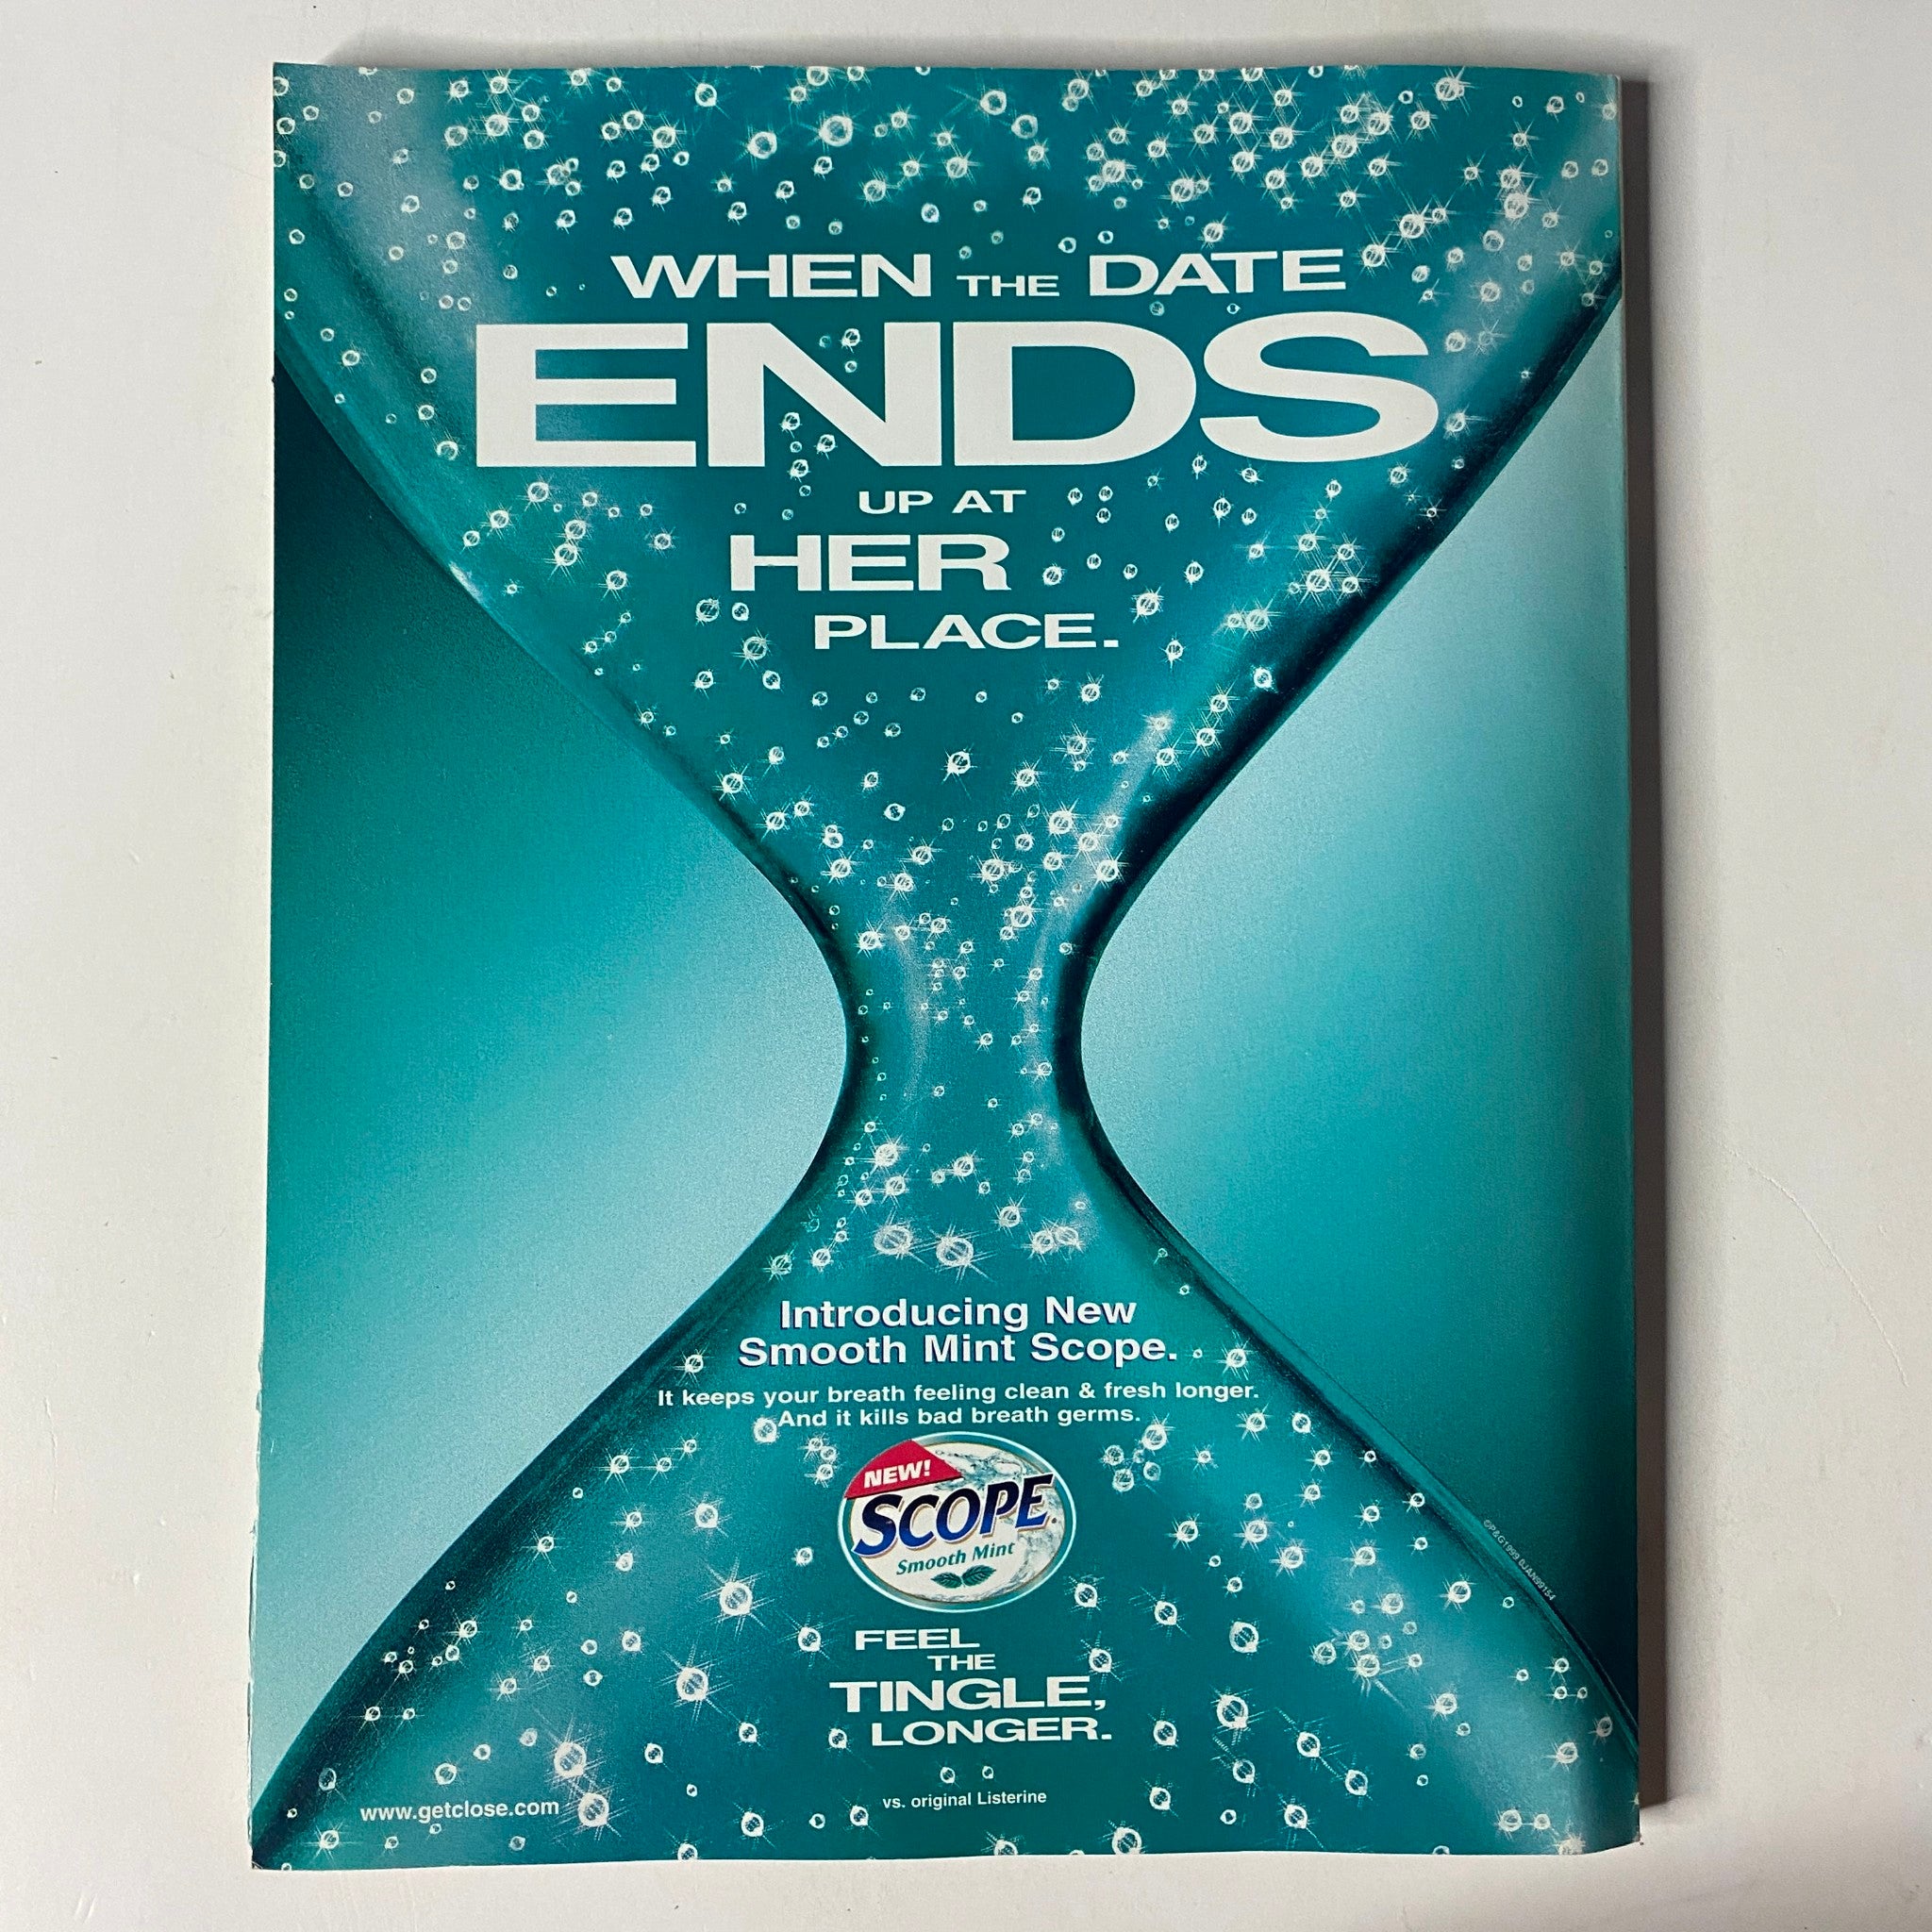 WHEN THE DATE
ENDS
UP AT
HER
PLACE.
Introducing New
Smooth Mint Scope.
It keeps your breath feeling clean & fresh longer.
And it kills bad breath germs.
NEW!
SCOPE.
Smooth Mint
FEEL
THE
TINGLE,
LONGER.
vs. original Listerine
www.getclose.com
©P&G1999